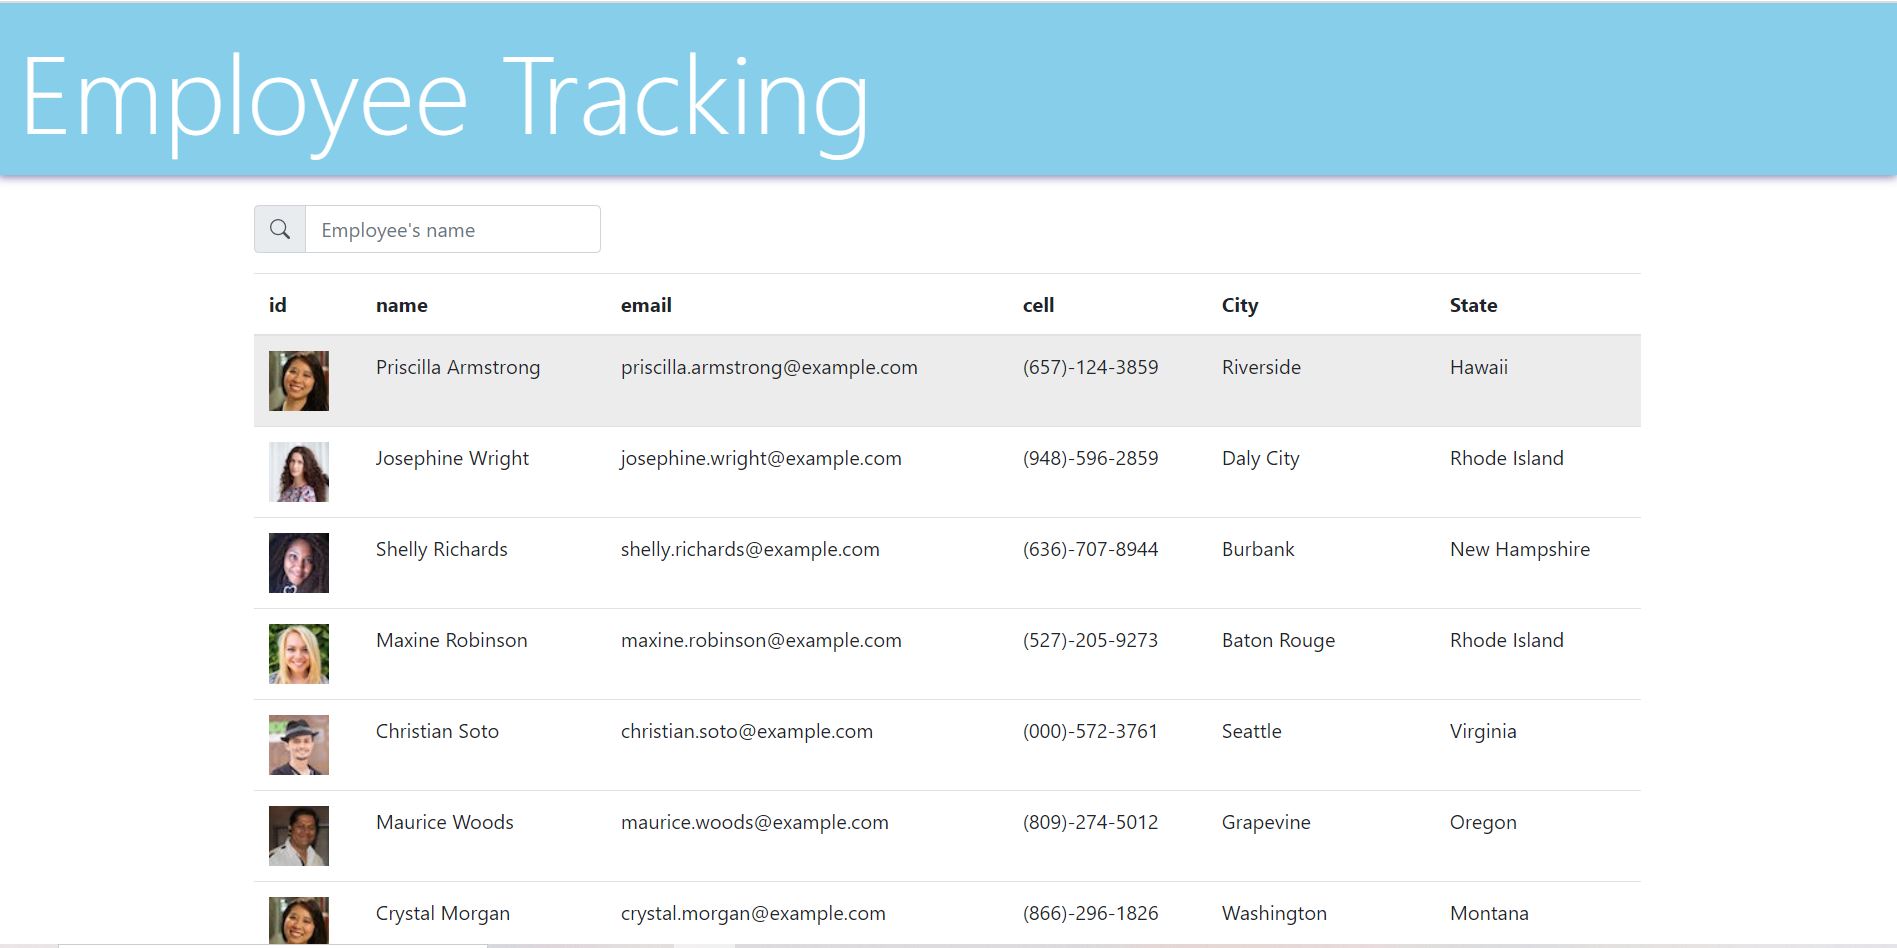 Employee Tracking
Employee's name
id name email cell City State
Priscilla Armstrong priscilla.armstrong@example.com (657)-124-3859 Riverside Hawaii
Josephine Wright josephine.wright@example.com (948)-596-2859 Daly City Rhode Island
Shelly Richards shelly.richards@example.com (636)-707-8944 Burbank New Hampshire
Maxine Robinson maxine.robinson@example.com (527)-205-9273 Baton Rouge Rhode Island
Christian Soto christian.soto@example.com (000)-572-3761 Seattle Virginia
Maurice Woods maurice.woods@example.com (809)-274-5012 Grapevine Oregon
Crystal Morgan crystal.morgan@example.com (866)-296-1826 Washington Montana